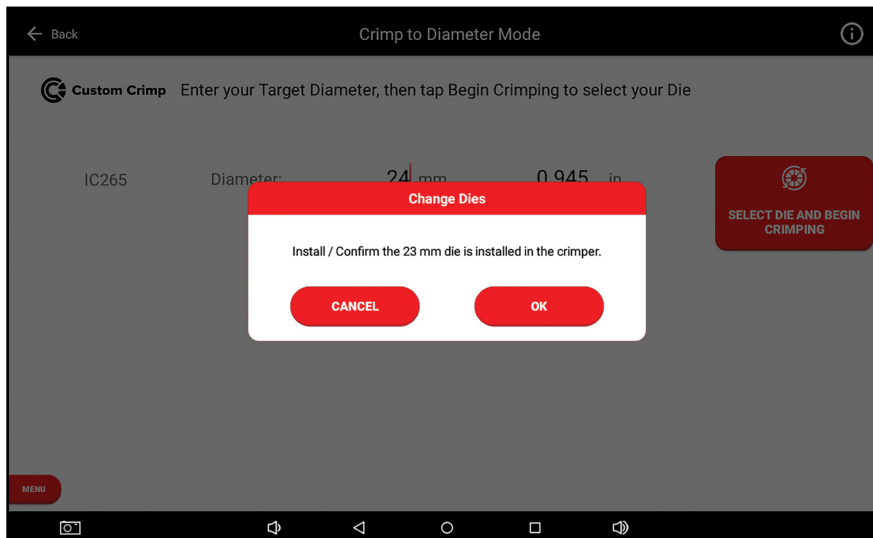 Back
Crimp to Diameter Mode
Custom Crimp
Enter your Target Diameter, then tap Begin Crimping to select your Die
IC265
Diameter:
24 mm
0.945 in
SELECT DIE AND BEGIN
CRIMPING
Change Dies
Install / Confirm the 23 mm die is installed in the crimper.
CANCEL
OK
MENU